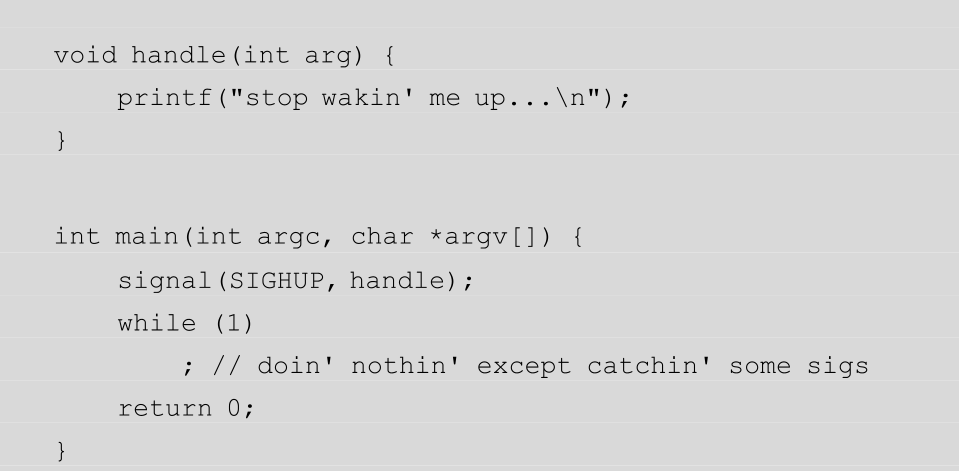 void handle(int arg) {
    printf("stop wakin' me up...\n");
}
int main(int argc, char *argv[]) {
    signal(SIGHUP, handle);
    while (1)
        ; // doin' nothin' except catchin' some sigs
    return 0;
}